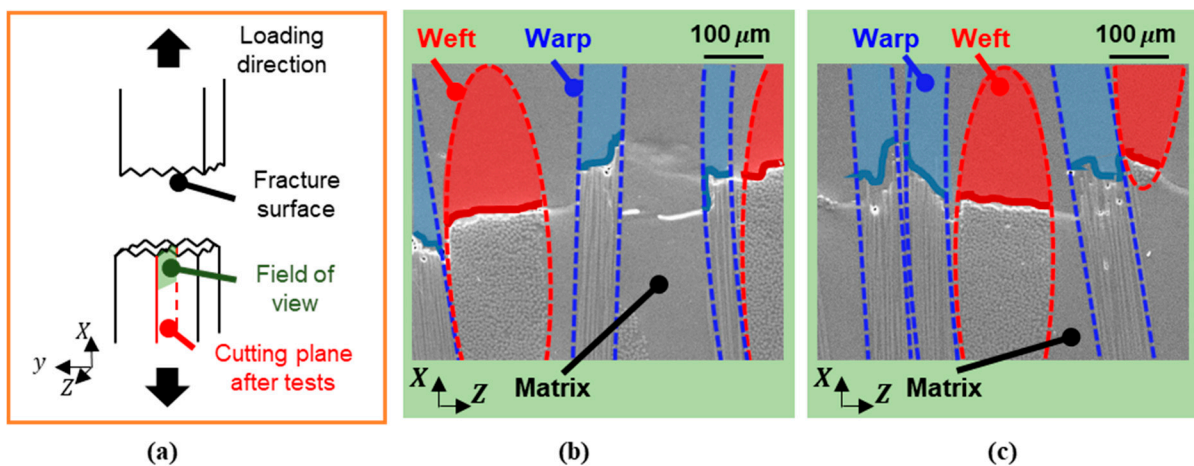 Loading
direction
Fracture
surface
Field of
view
Cutting plane
after tests
X
y
Z
(a)
Weft
Warp
100 μm
Matrix
X
Z
(b)
Warp
Weft
100 μm
Matrix
X
Z
(c)